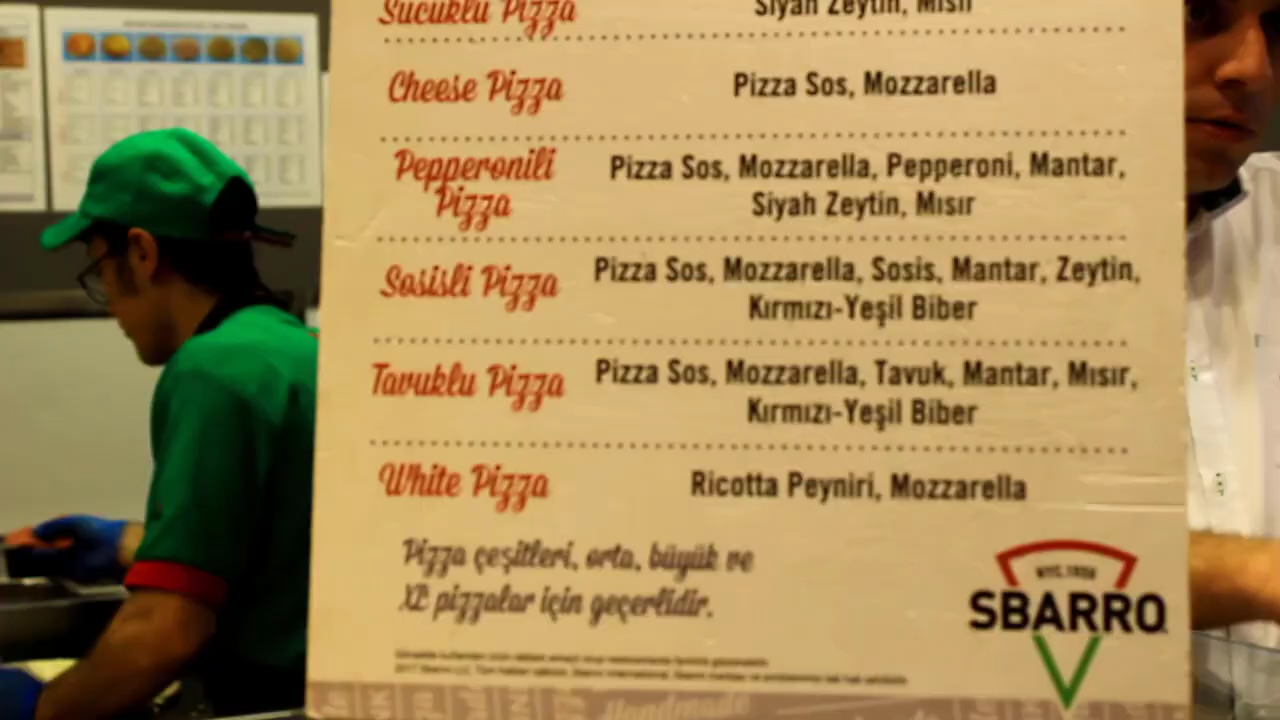 Sucuklu Pizza
Siyah Zeytin, Mısır
Cheese Pizza
Pizza Sos, Mozzarella
Pepperonili
Pizza
Pizza Sos, Mozzarella, Pepperoni, Mantar,
Siyah Zeytin, Mısır
Sosisli Pizza
Pizza Sos, Mozzarella, Sosis, Mantar, Zeytin,
Kırmızı-Yeşil Biber
Tavuklu Pizza
Pizza Sos, Mozzarella, Tavuk, Mantar, Mısır,
Kırmızı-Yeşil Biber
White Pizza
Ricotta Peyniri, Mozzarella
Pizza çeşitleri, orta, büyük ve
XL pizzalar için geçerlidir.
SBARRO
Handmade